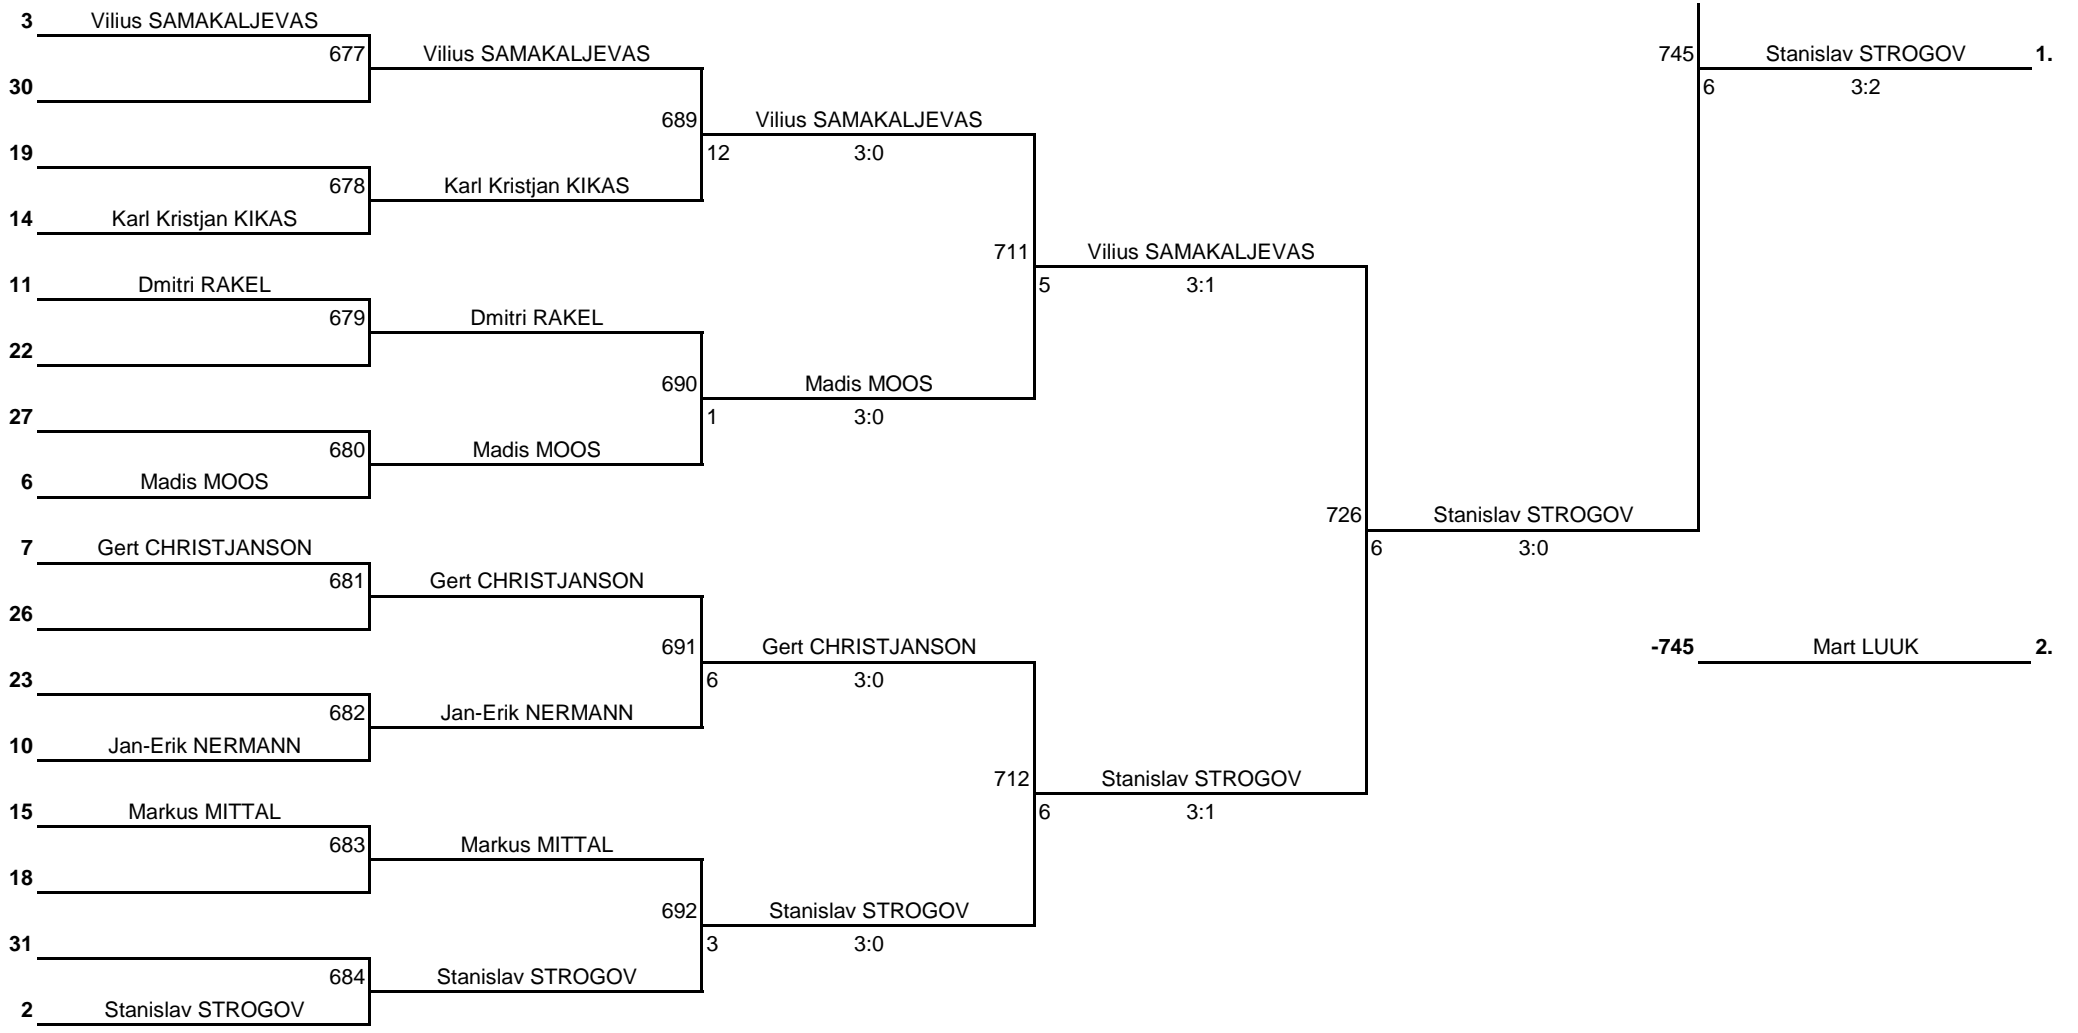 3 Vilius SAMAKALJEVAS
677 Vilius SAMAKALJEVAS 745 Stanislav STROGOV 1.
30 6 3:2
689 Vilius SAMAKALJEVAS
19 12 3:0
678 Karl Kristjan KIKAS
14 Karl Kristjan KIKAS
711 Vilius SAMAKALJEVAS
11 Dmitri RAKEL 5 3:1
679 Dmitri RAKEL
22
690 Madis MOOS
27 1 3:0
680 Madis MOOS
6 Madis MOOS
726 Stanislav STROGOV
7 Gert CHRISTJANSON 6 3:0
681 Gert CHRISTJANSON
26
691 Gert CHRISTJANSON -745 Mart LUUK 2.
23 6 3:0
682 Jan-Erik NERMANN
10 Jan-Erik NERMANN
712 Stanislav STROGOV
15 Markus MITTAL 6 3:1
683 Markus MITTAL
18
692 Stanislav STROGOV
31 3 3:0
684 Stanislav STROGOV
2 Stanislav STROGOV